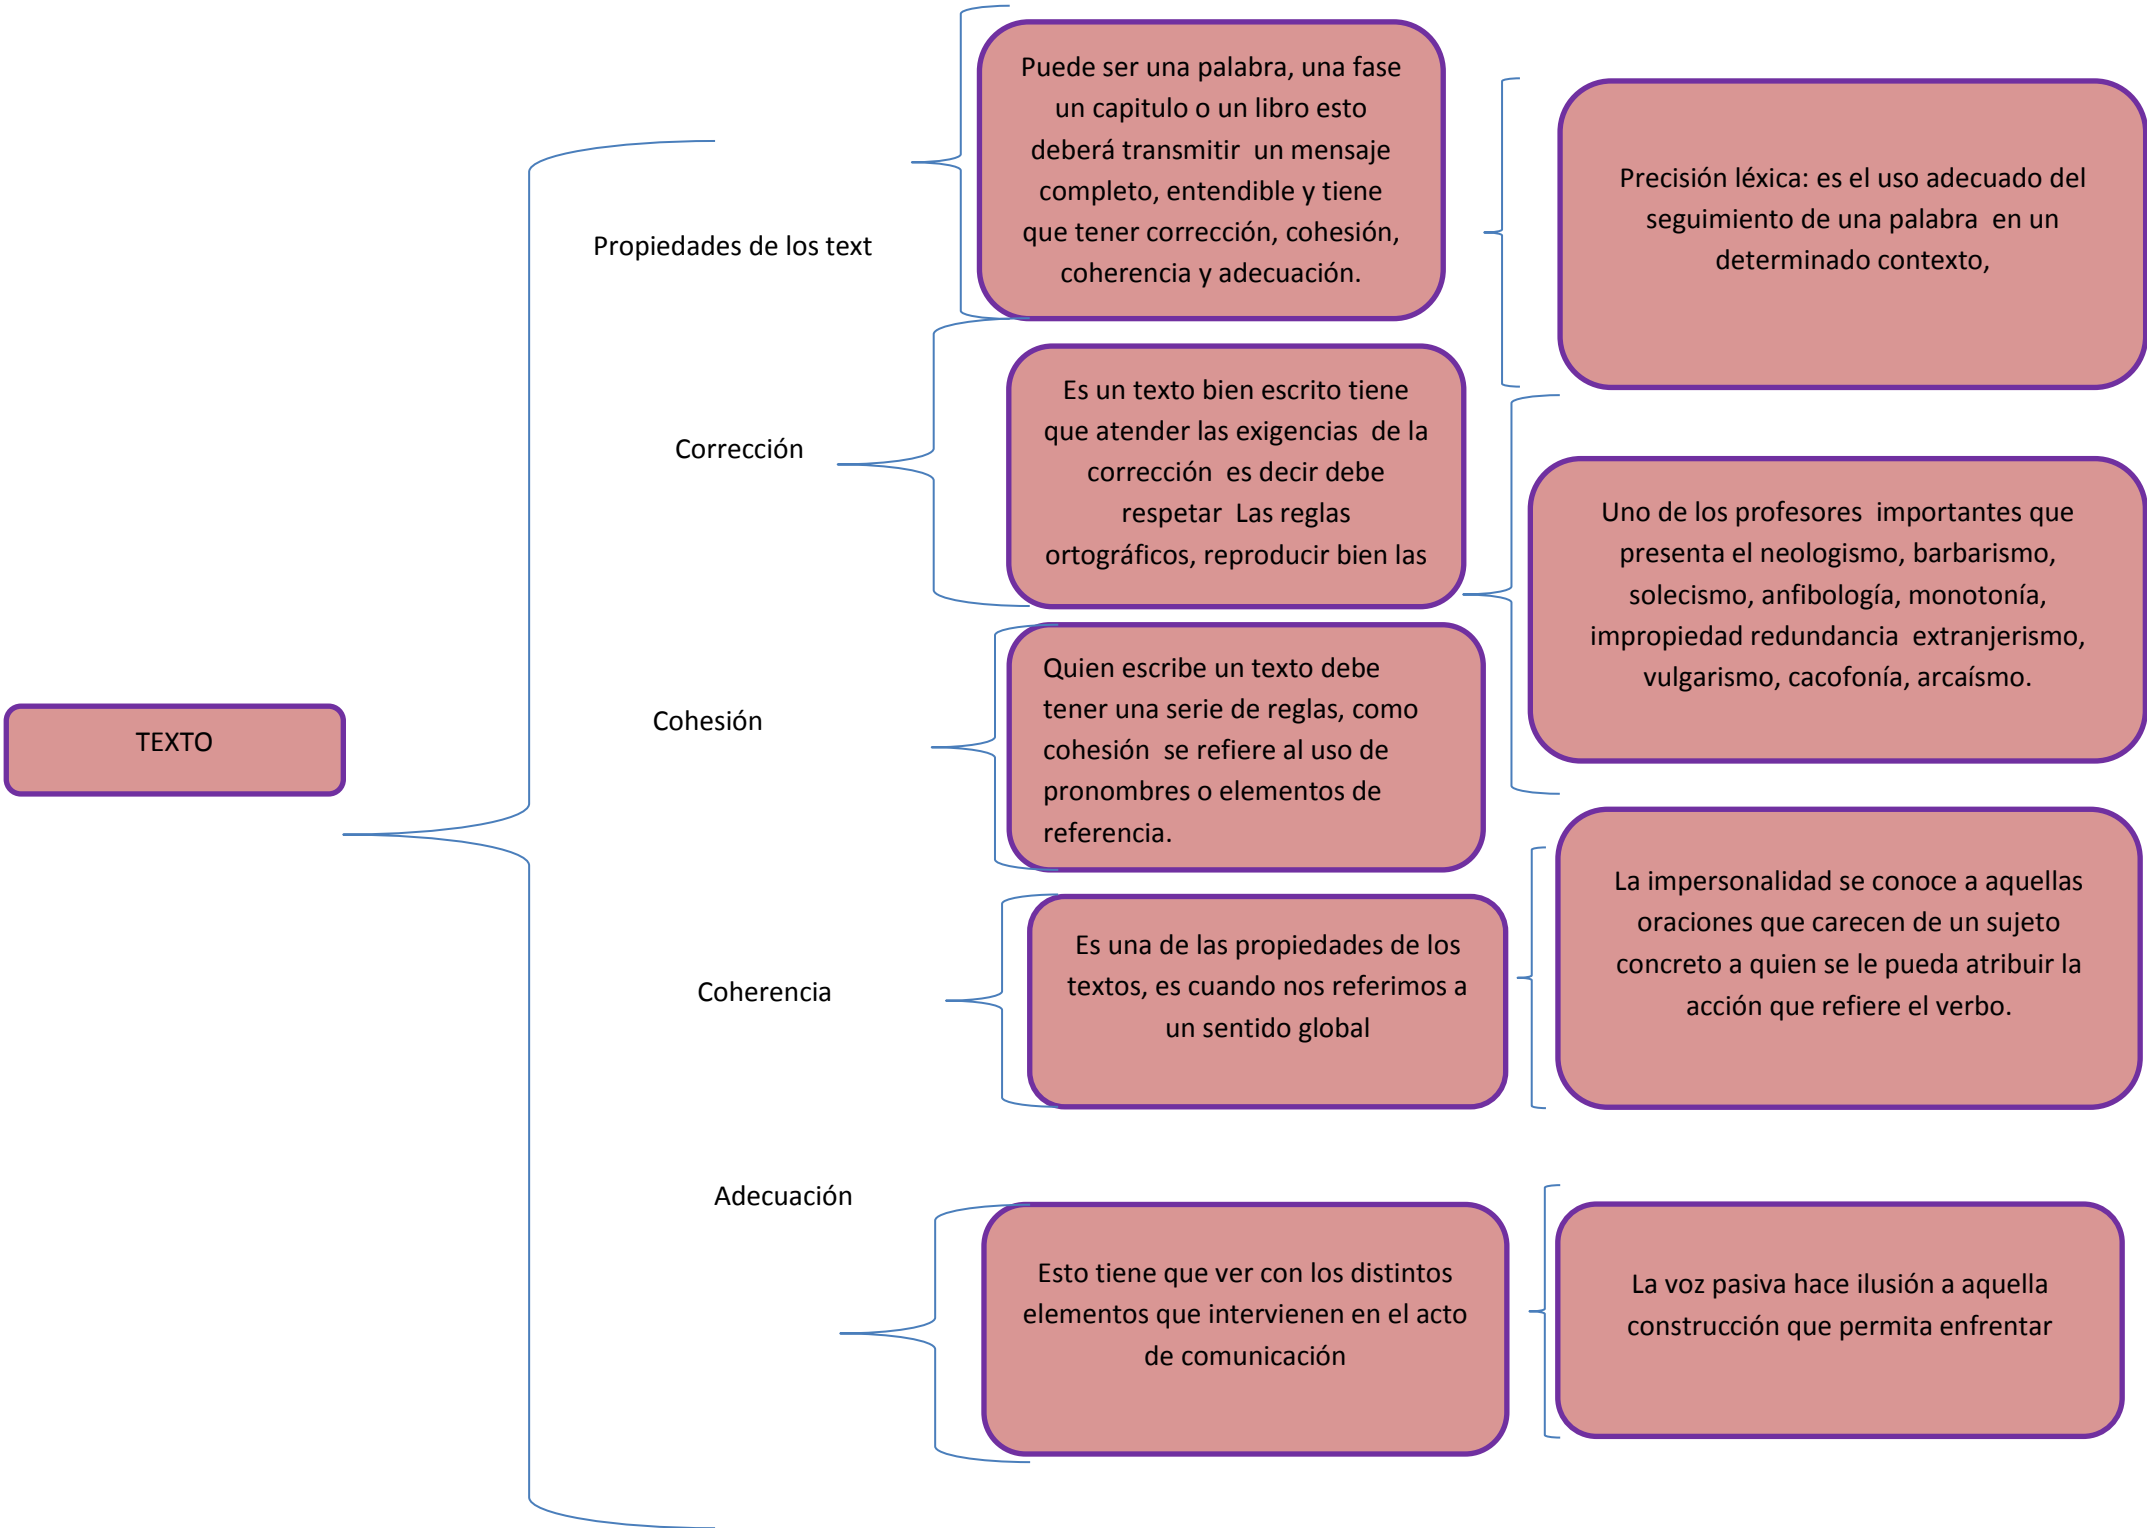 TEXTO
Propiedades de los text
Puede ser una palabra, una fase
un capitulo o un libro esto
deberá transmitir un mensaje
completo, entendible y tiene
que tener corrección, cohesión,
coherencia y adecuación.
Precisión léxica: es el uso adecuado del
seguimiento de una palabra en un
determinado contexto,
Corrección
Es un texto bien escrito tiene
que atender las exigencias de la
corrección es decir debe
respetar Las reglas
ortográficos, reproducir bien las
Uno de los profesores importantes que
presenta el neologismo, barbarismo,
solecismo, anfibología, monotonía,
impropiedad redundancia extranjerismo,
vulgarismo, cacofonía, arcaísmo.
Cohesión
Quien escribe un texto debe
tener una serie de reglas, como
cohesión se refiere al uso de
pronombres o elementos de
referencia.
Coherencia
Es una de las propiedades de los
textos, es cuando nos referimos a
un sentido global
La impersonalidad se conoce a aquellas
oraciones que carecen de un sujeto
concreto a quien se le pueda atribuir la
acción que refiere el verbo.
Adecuación
Esto tiene que ver con los distintos
elementos que intervienen en el acto
de comunicación
La voz pasiva hace ilusión a aquella
construcción que permita enfrentar